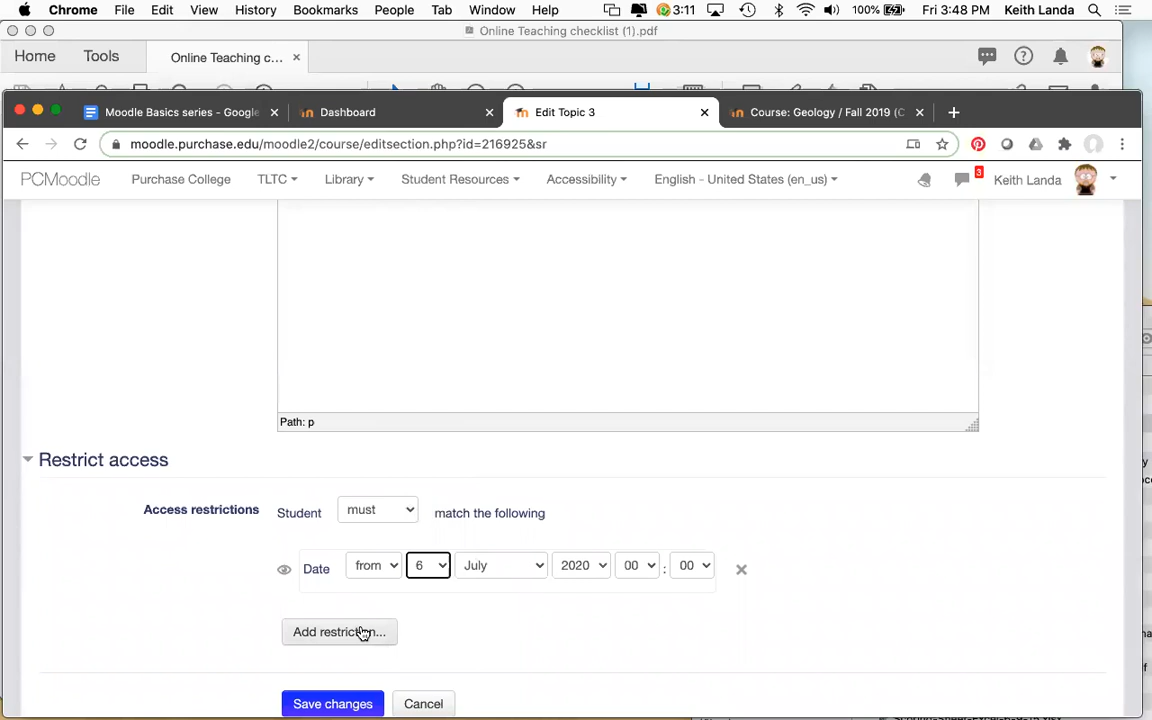 Chrome File Edit View History Bookmarks People Tab Window Help 3:11 100% Fri 3:48 PM Keith Landa
Online Teaching checklist (1).pdf
Home Tools Online Teaching c... ×
Moodle Basics series - Google × Dashboard × Edit Topic 3 × Course: Geology / Fall 2019 (C × +
moodle.purchase.edu/moodle2/course/editsection.php?id=216925&sr
PCMoodle Purchase College TLTC Library Student Resources Accessibility English - United States (en_us) 3 Keith Landa
Path: p
Restrict access
Access restrictions Student must match the following
Date from 6 July 2020 00 : 00
Add restriction...
Save changes Cancel